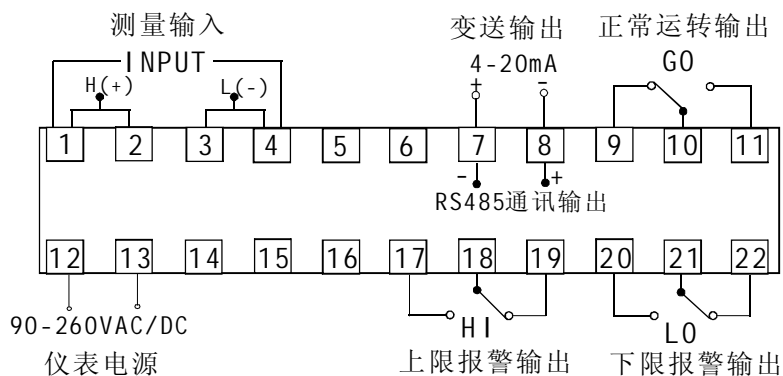 测量输入 变送输出 正常运转输出
INPUT 4-20mA GO
H(+) L(-) + -
1 2 3 4 5 6 7 8 9 10 11
- +
RS485通讯输出
12 13 14 15 16 17 18 19 20 21 22
90-260VAC/DC HI LO
仪表电源 上限报警输出 下限报警输出